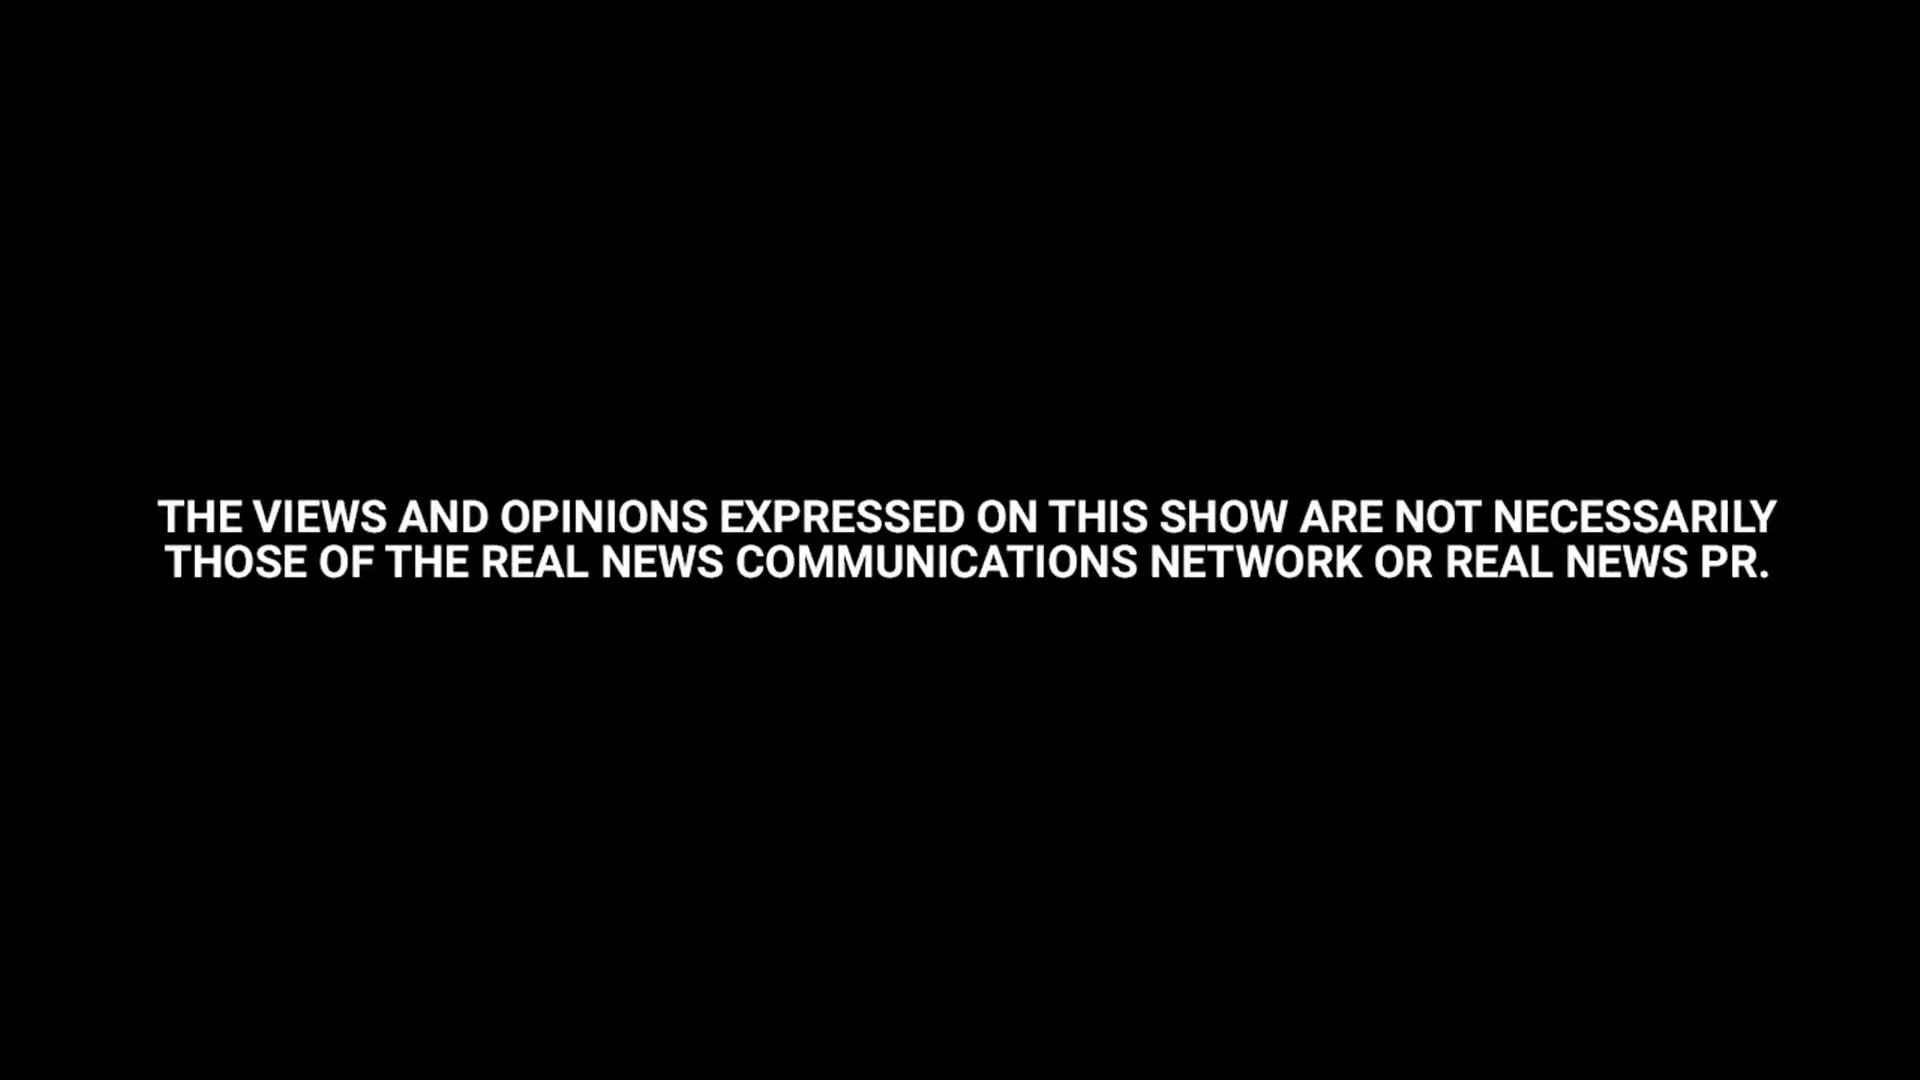 THE VIEWS AND OPINIONS EXPRESSED ON THIS SHOW ARE NOT NECESSARILY
THOSE OF THE REAL NEWS COMMUNICATIONS NETWORK OR REAL NEWS PR.